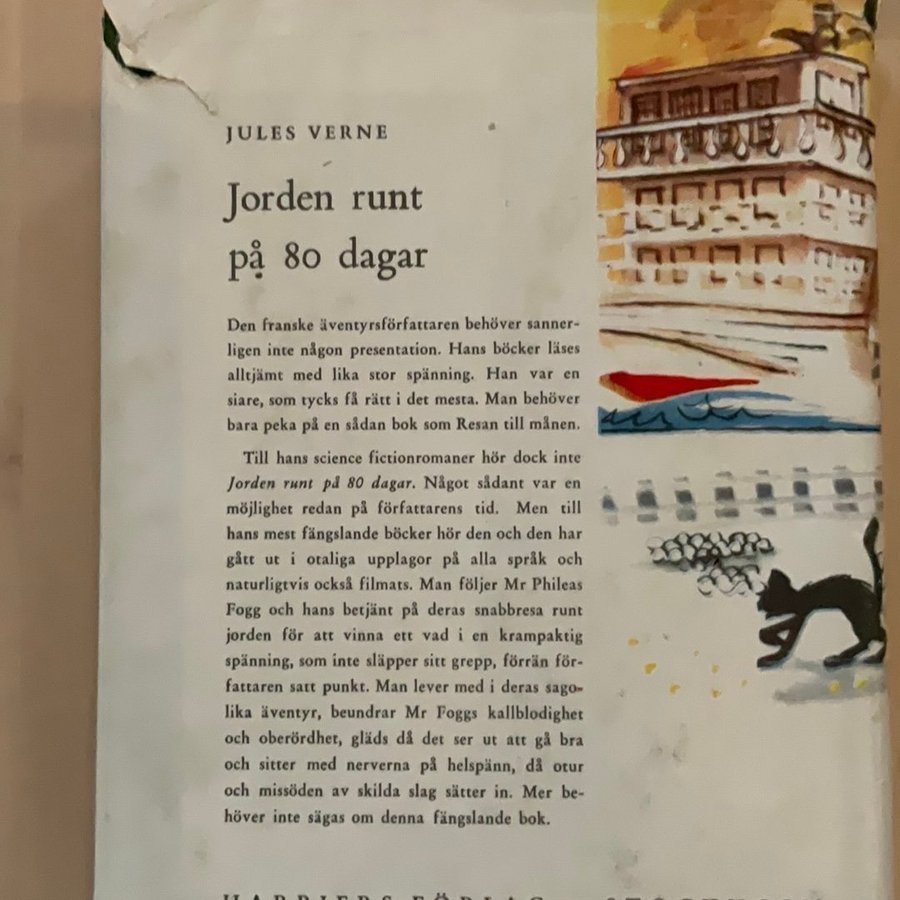 JULES VERNE
Jorden runt
på 80 dagar
Den franske äventyrsförfattaren behöver sanner-
ligen inte någon presentation. Hans böcker läses
alltjämt med lika stor spänning. Han var en
siare, som tycks få rätt i det mesta. Man behöver
bara peka på en sådan bok som Resan till månen.
Till hans science fictionromaner hör dock inte
Jorden runt på 80 dagar. Något sådant var en
möjlighet redan på författarens tid. Men till
hans mest fängslande böcker hör den och den har
gått ut i otaliga upplagor på alla språk och
naturligtvis också filmats. Man följer Mr Phileas
Fogg och hans betjänt på deras snabbresa runt
jorden för att vinna ett vad i en krampaktig
spänning, som inte släpper sitt grepp, förrän för-
fattaren satt punkt. Man lever med i deras sago-
lika äventyr, beundrar Mr Foggs kallblodighet
och oberördhet, gläds då det ser ut att gå bra
och sitter med nerverna på helspänn, då otur
och missöden av skilda slag sätter in. Mer be-
höver inte sägas om denna fängslande bok.